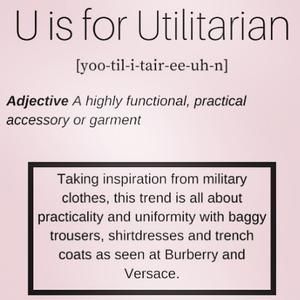 U is for Utilitarian
[yoo-til-i-tair-ee-uh-n]
Adjective A highly functional, practical
accessory or garment
Taking inspiration from military
clothes, this trend is all about
practicality and uniformity with baggy
trousers, shirtdresses and trench
coats as seen at Burberry and
Versace.